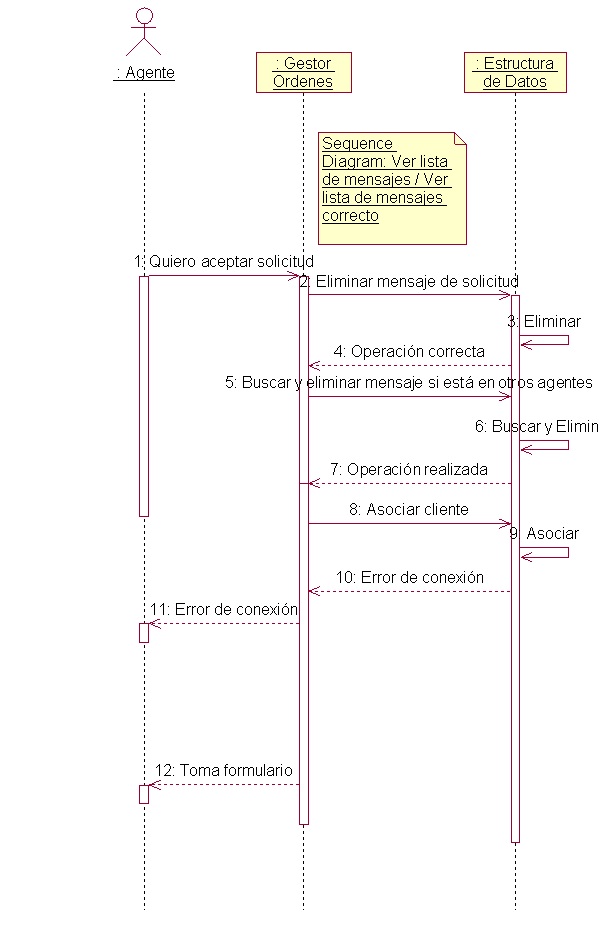 : Agente
: Gestor
Ordenes
: Estructura
de Datos
Sequence
Diagram: Ver lista
de mensajes / Ver
lista de mensajes
correcto
1: Quiero aceptar solicitud
2: Eliminar mensaje de solicitud
3: Eliminar
4: Operación correcta
5: Buscar y eliminar mensaje si está en otros agentes
6: Buscar y Elimin
7: Operación realizada
8: Asociar cliente
9: Asociar
10: Error de conexión
11: Error de conexión
12: Toma formulario